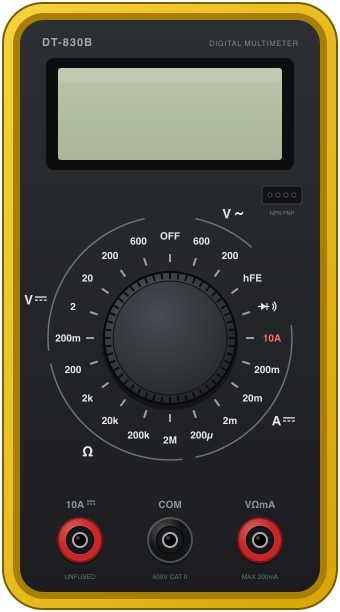 DT-830B DIGITAL MULTIMETER
NPN PNP
V ~
OFF
600 600
200 200
20 hFE
V⎓
2
200m 10A
200 200m
2k 20m
20k 2m
A⎓
200k 2M 200µ
Ω
10A⎓ COM VΩmA
UNFUSED 600V CAT II MAX 200mA